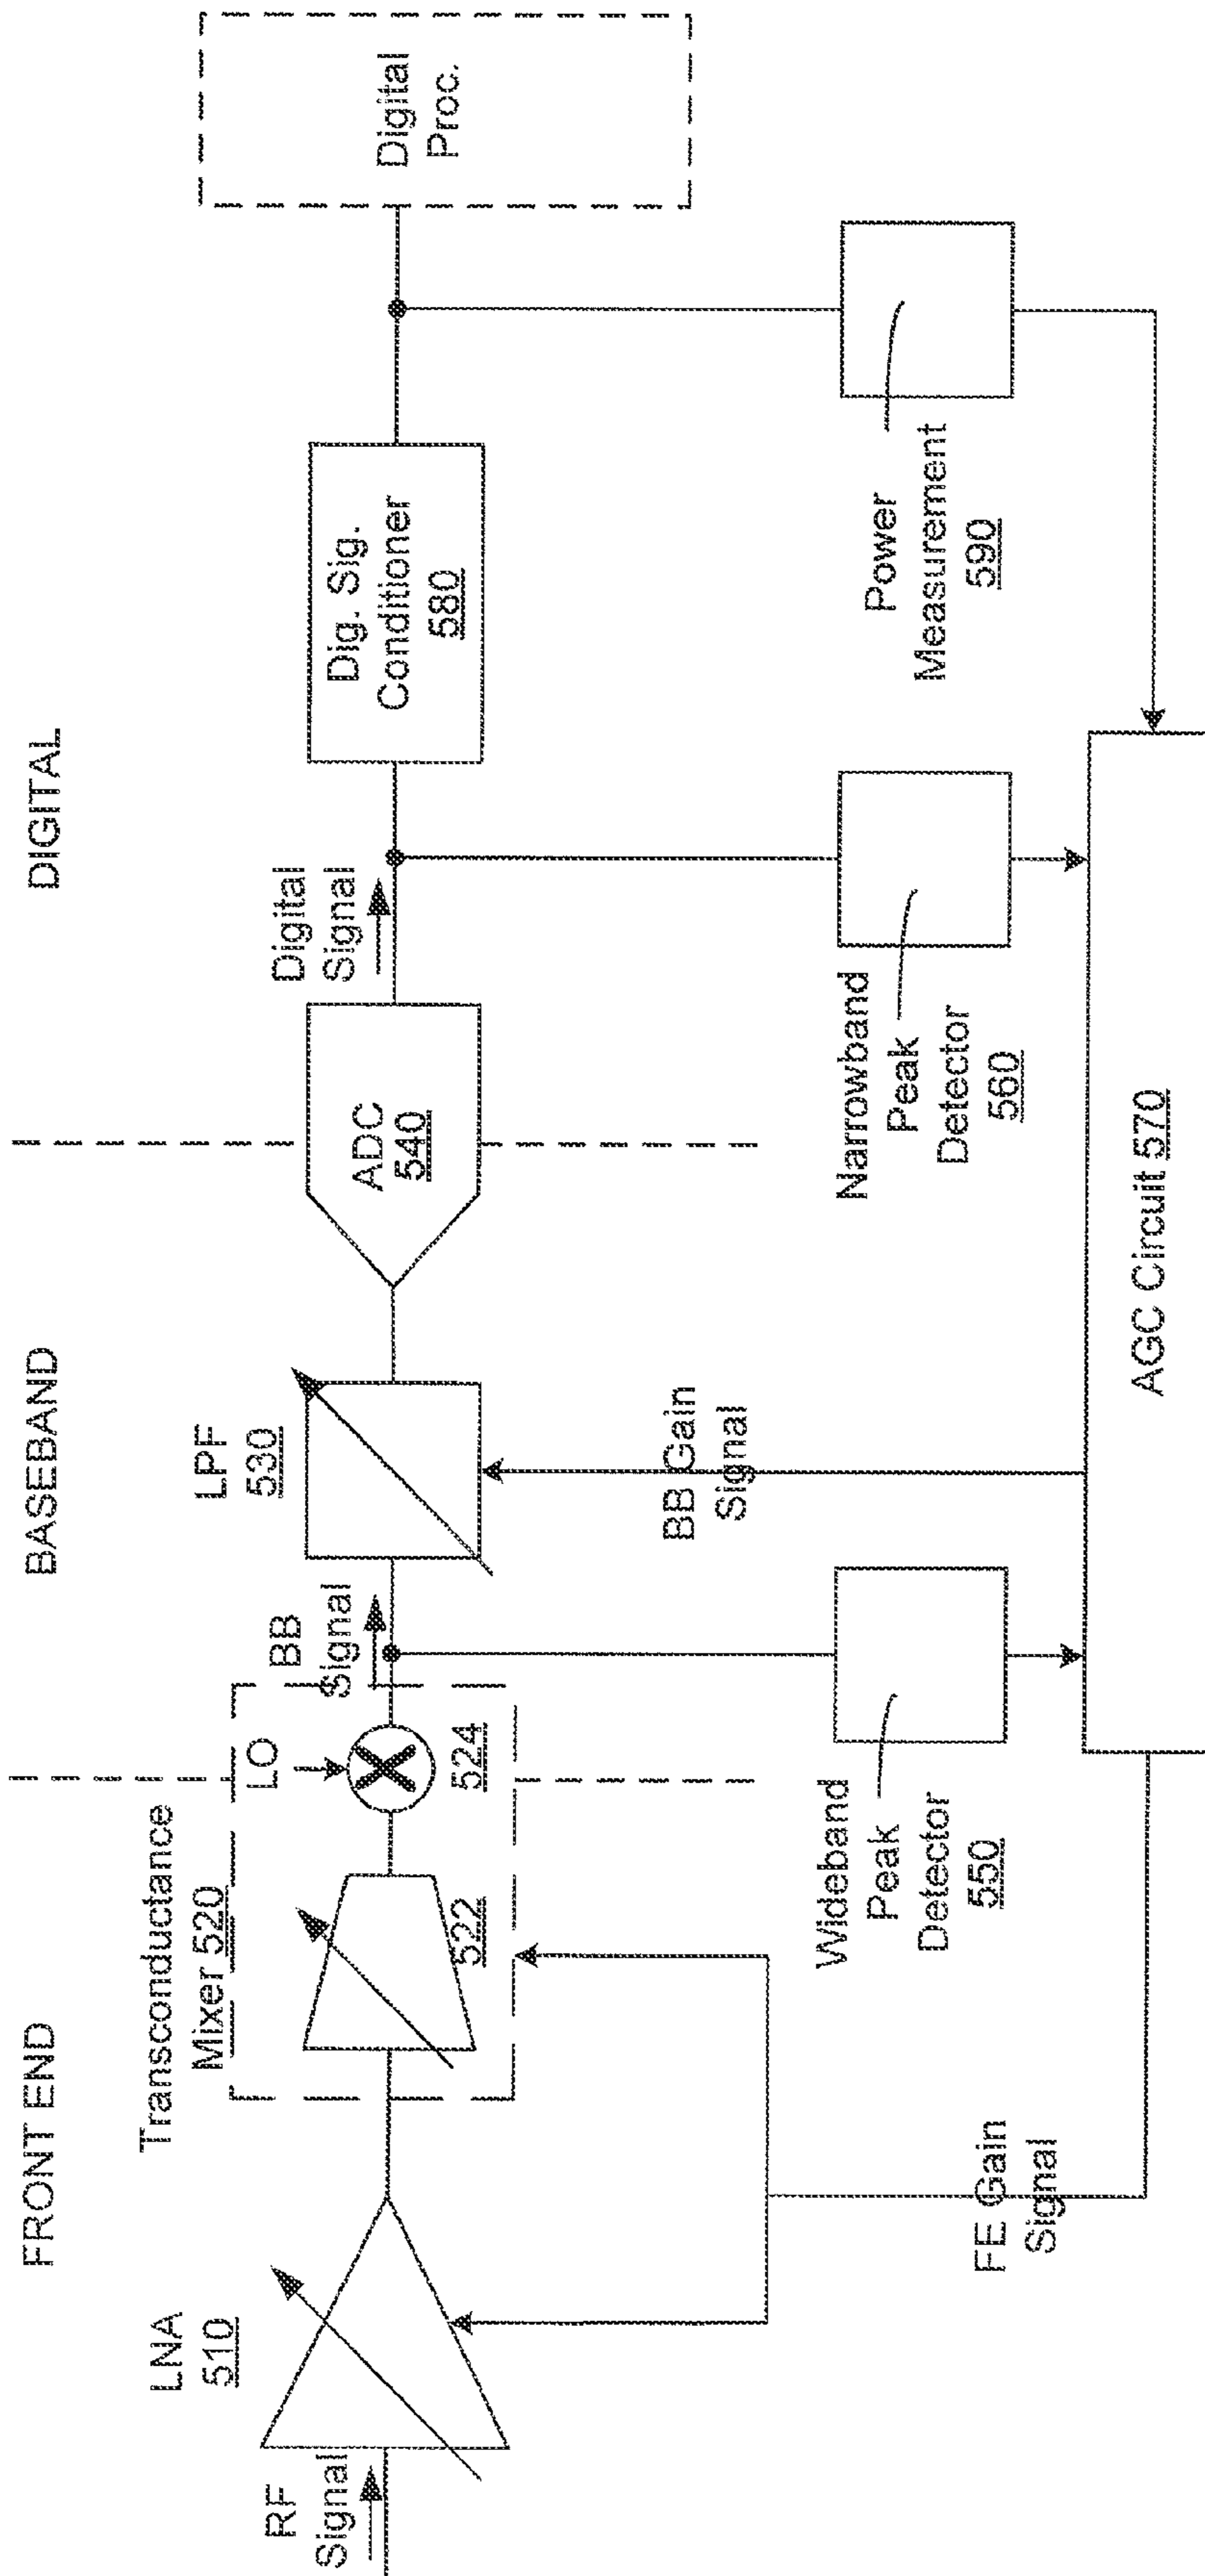 FRONT END
BASEBAND
DIGITAL
RF
Signal
LNA
510
Transconductance
Mixer 520
522
LO
524
BB
Signal
LPF
530
ADC
540
Digital
Signal
Dig. Sig.
Conditioner
580
Digital
Proc.
FE Gain
Signal
Wideband
Peak
Detector
550
BB Gain
Signal
Narrowband
Peak
Detector
560
Power
Measurement
590
AGC Circuit 570